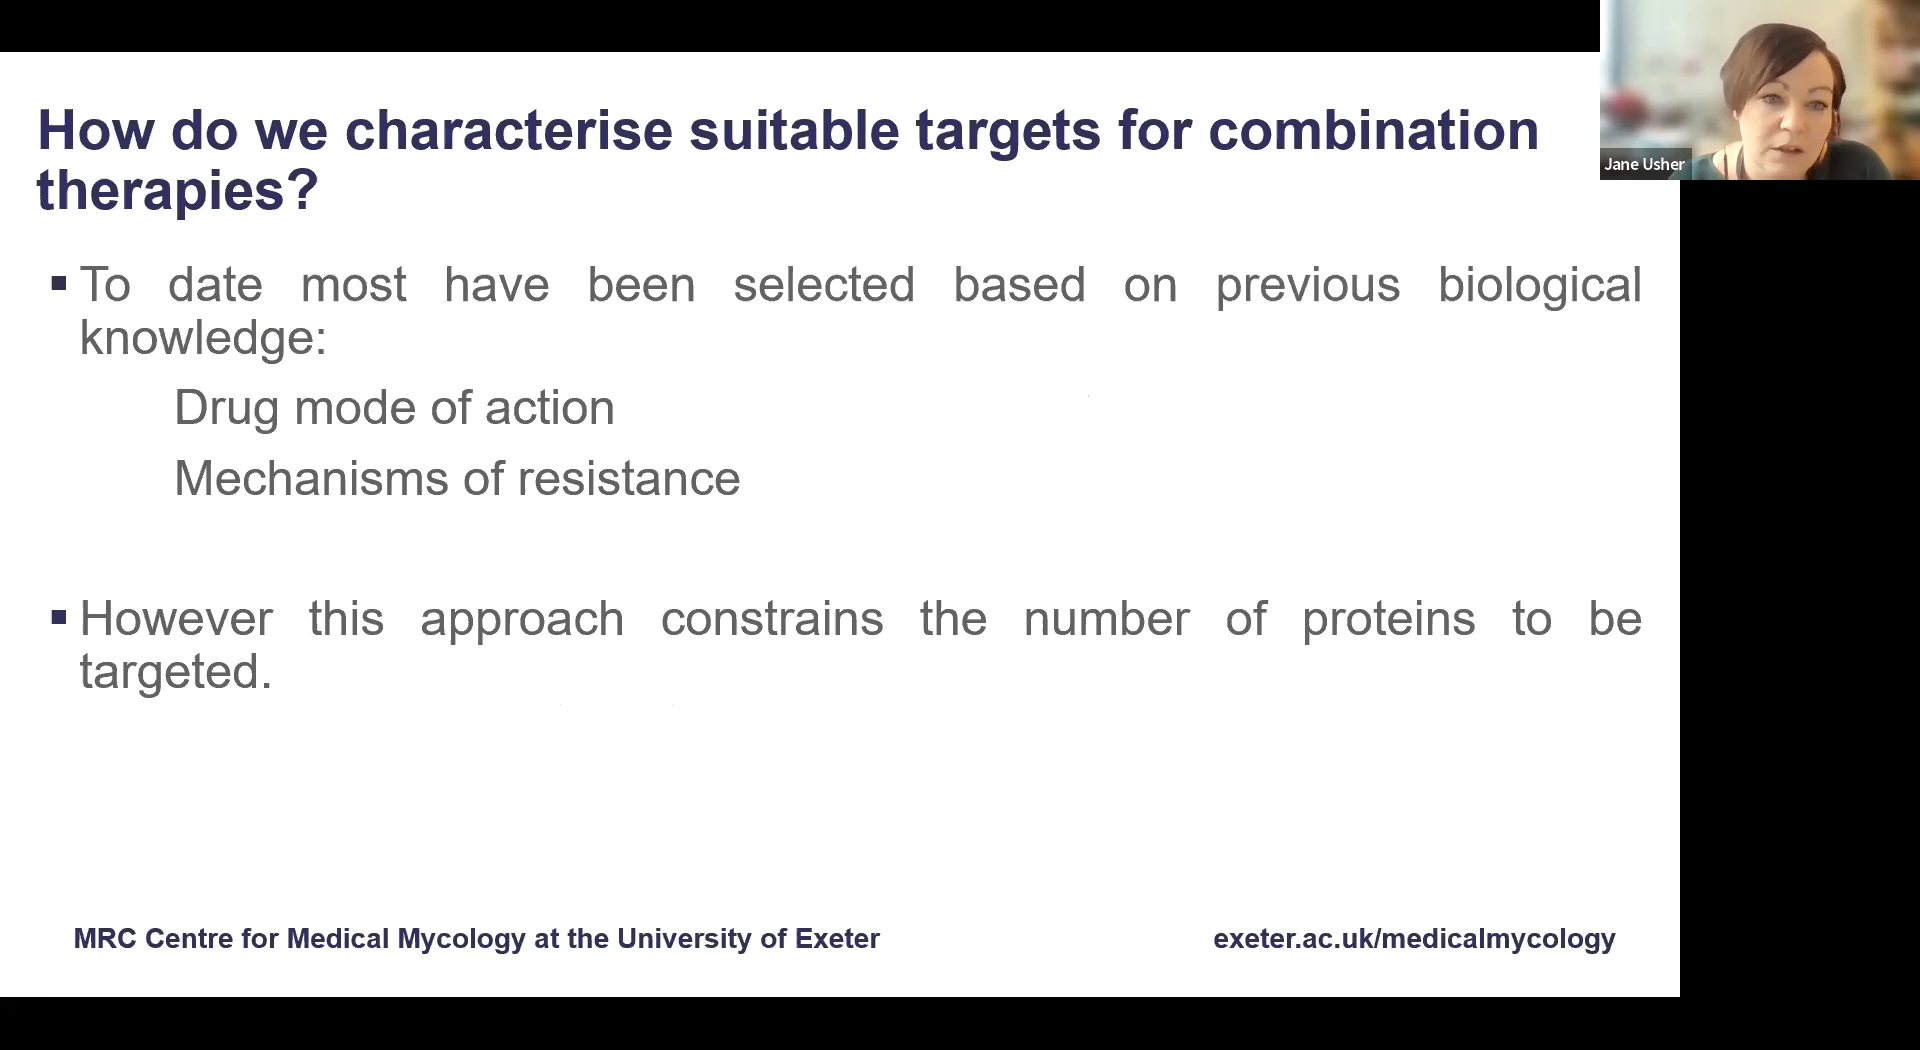 How do we characterise suitable targets for combination
therapies?
Jane Usher
▪ To date most have been selected based on previous biological
knowledge:
Drug mode of action
Mechanisms of resistance
▪ However this approach constrains the number of proteins to be
targeted.
MRC Centre for Medical Mycology at the University of Exeter
exeter.ac.uk/medicalmycology